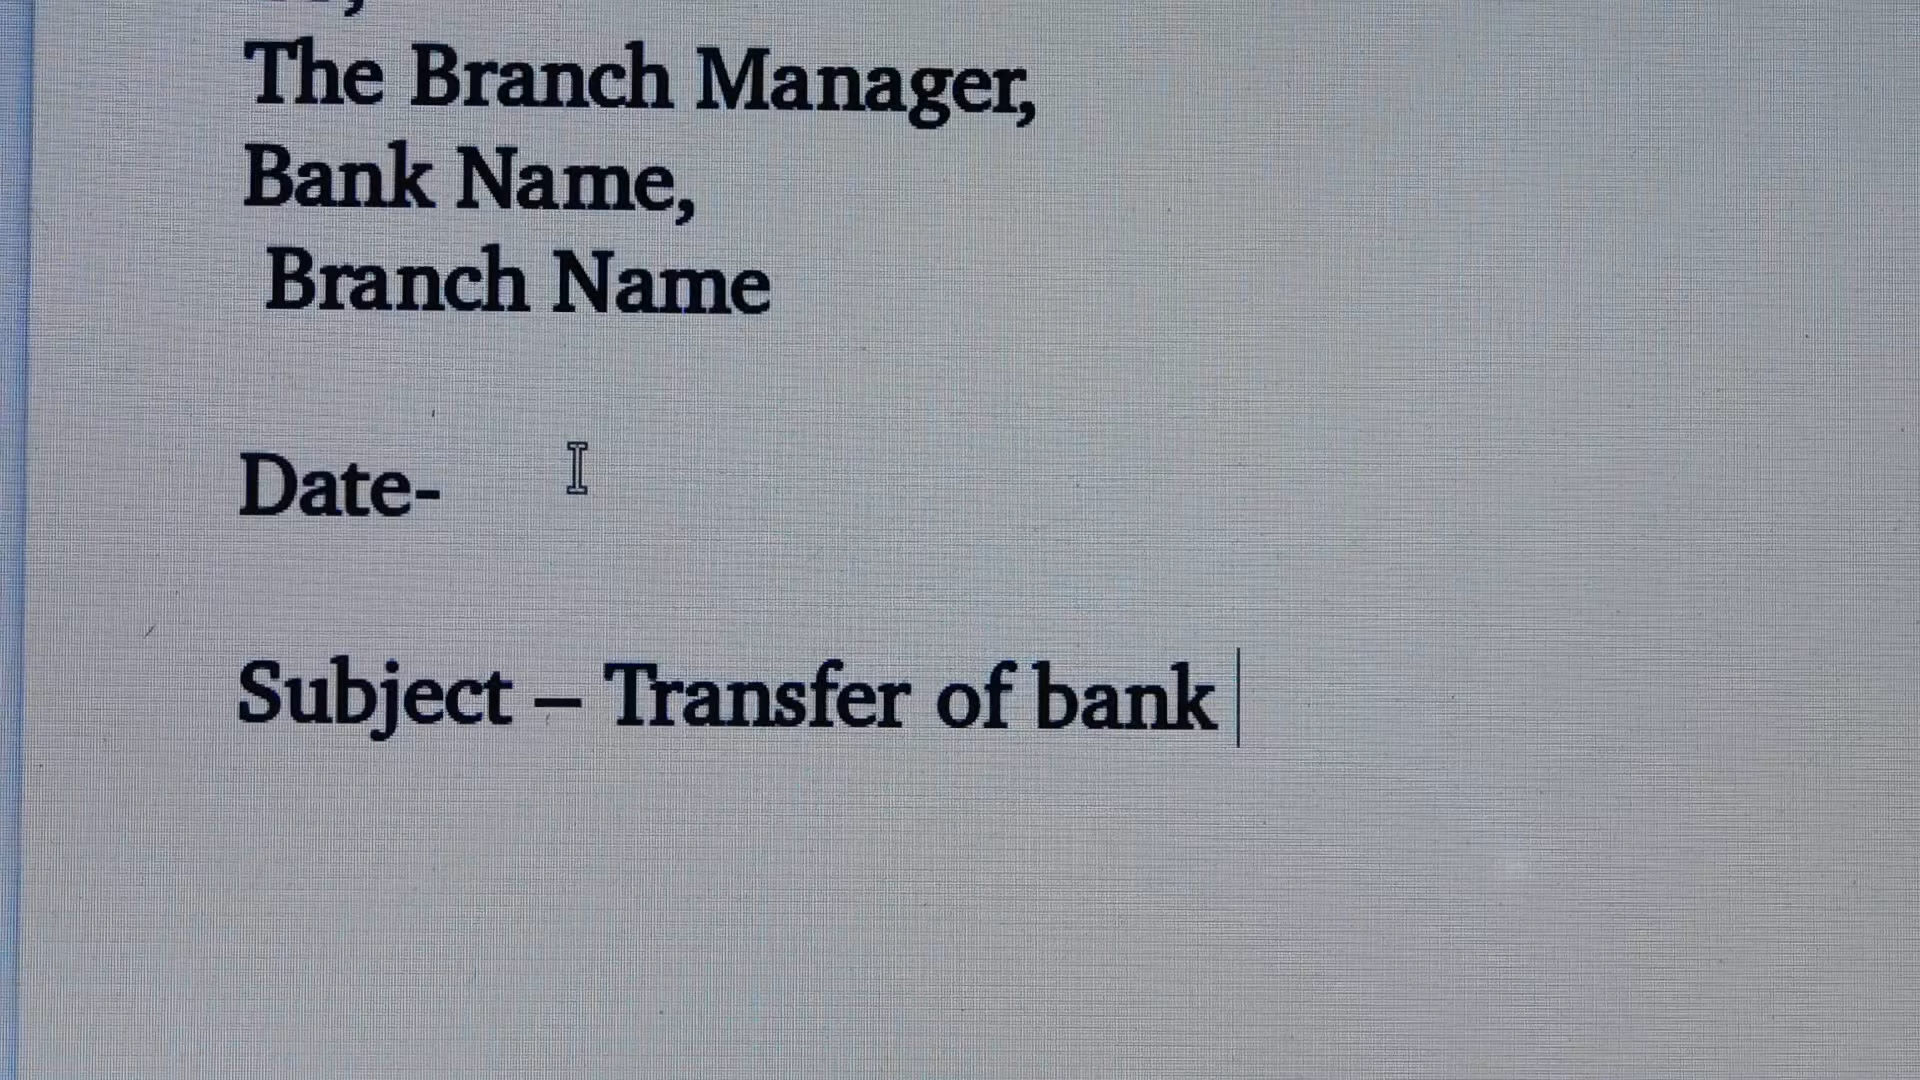 The Branch Manager,
Bank Name,
Branch Name
Date-
Subject – Transfer of bank